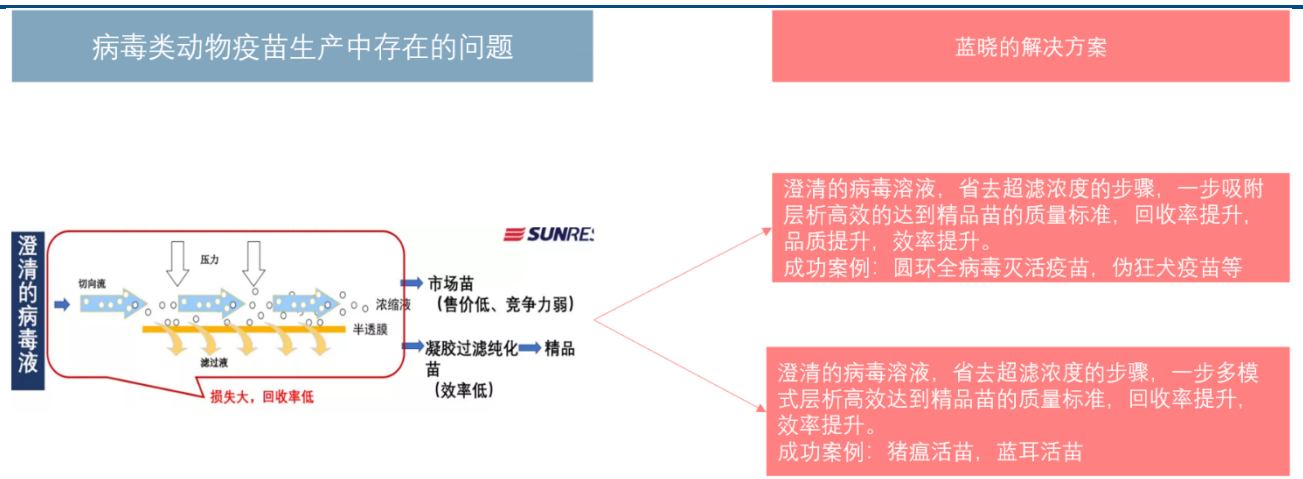 病毒类动物疫苗生产中存在的问题
蓝晓的解决方案
SUNRES
澄清的病毒液
压力
切向流
浓缩液
半透膜
滤过液
损失大，回收率低
市场苗
（售价低、竞争力弱）
凝胶过滤纯化
精品
苗
（效率低）
澄清的病毒溶液，省去超滤浓度的步骤，一步吸附
层析高效的达到精品苗的质量标准，回收率提升，
品质提升，效率提升。
成功案例：圆环全病毒灭活疫苗，伪狂犬疫苗等
澄清的病毒溶液，省去超滤浓度的步骤，一步多模
式层析高效达到精品苗的质量标准，回收率提升，
效率提升。
成功案例：猪瘟活苗，蓝耳活苗